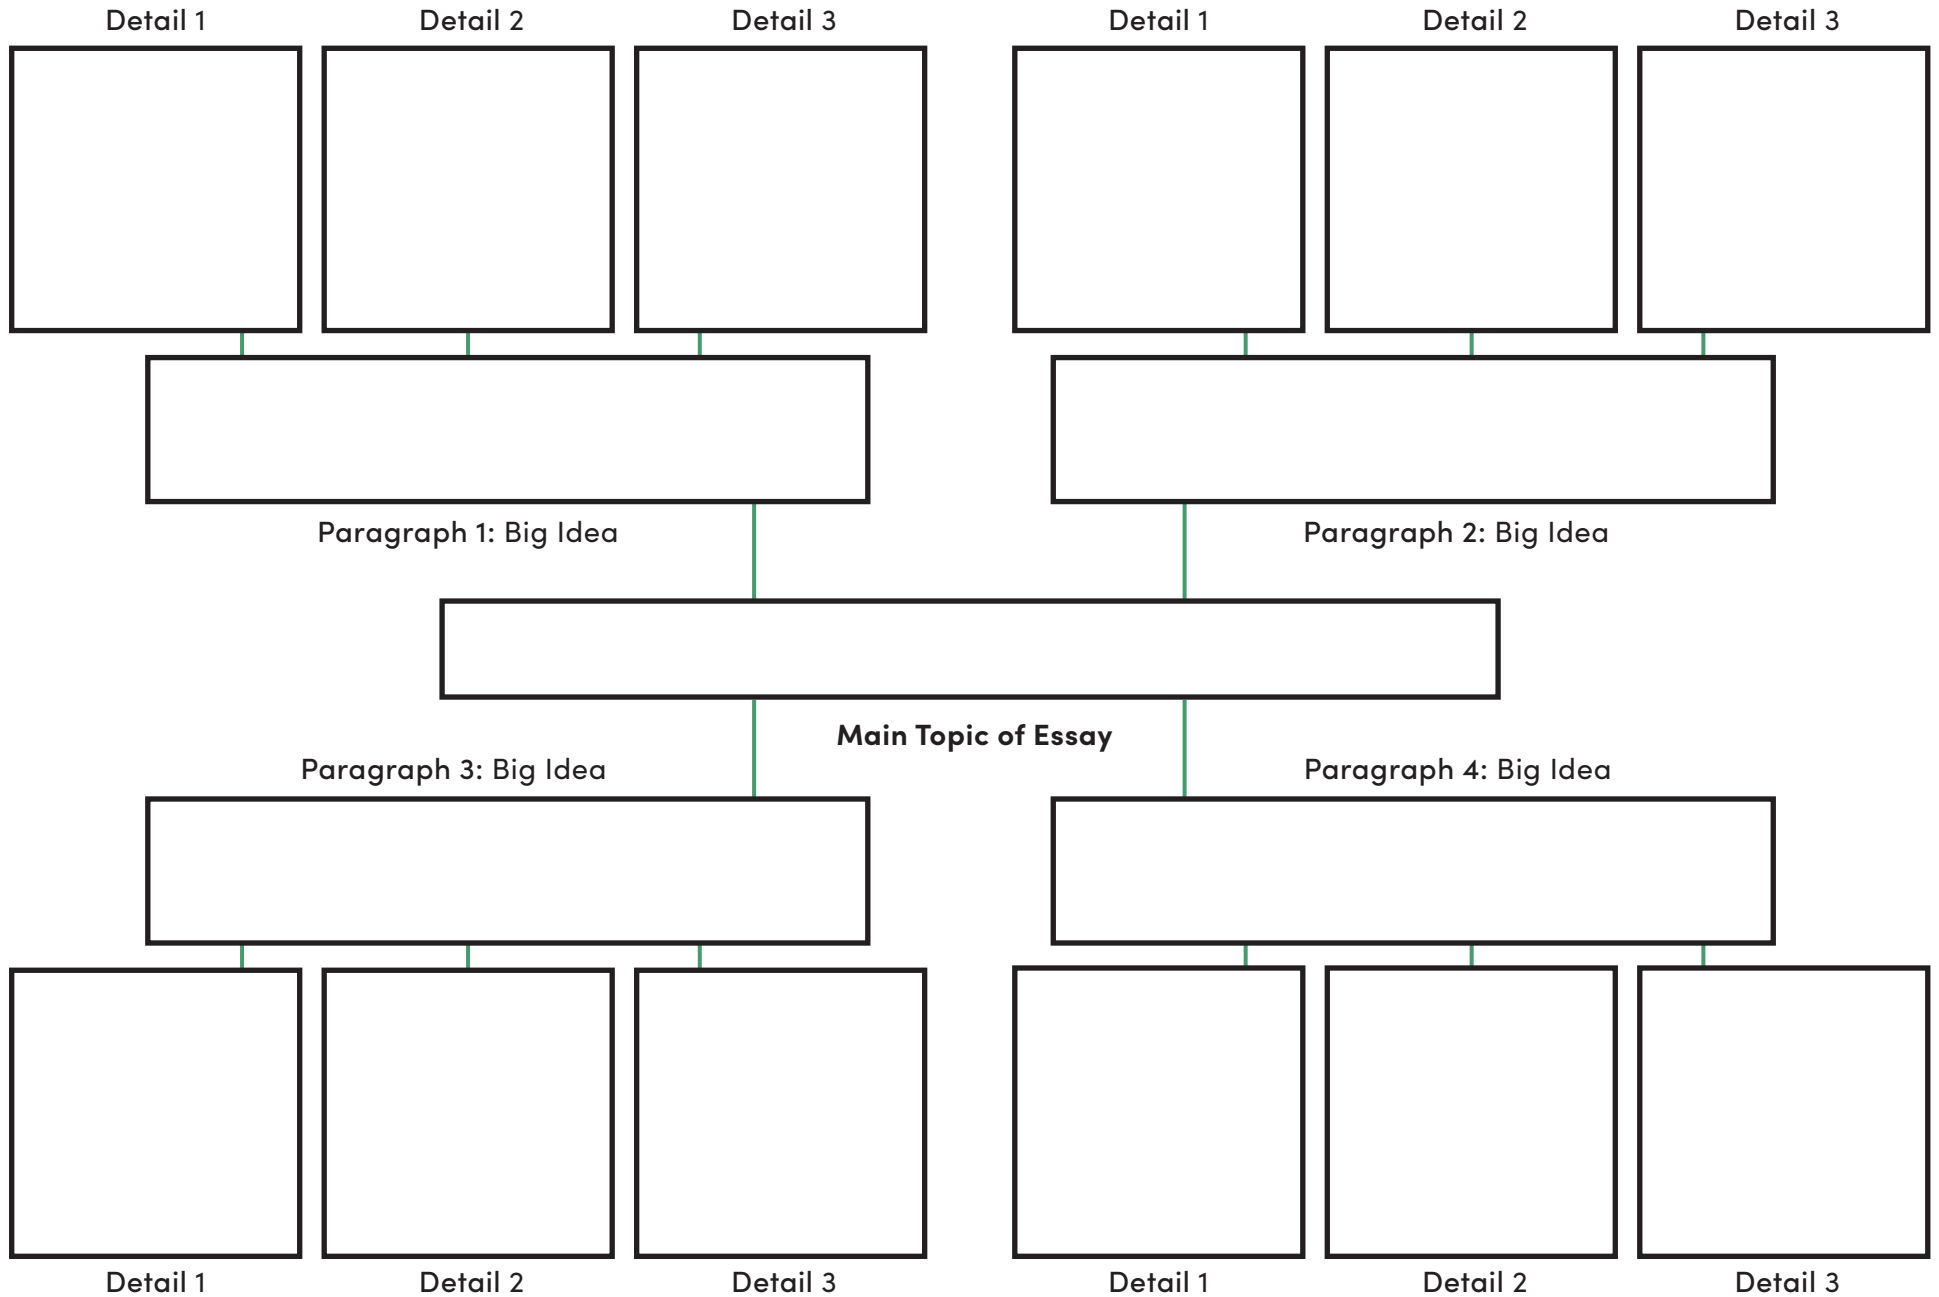 Detail 1
Detail 2
Detail 3
Detail 1
Detail 2
Detail 3
Paragraph 1: Big Idea
Paragraph 2: Big Idea
Main Topic of Essay
Paragraph 3: Big Idea
Paragraph 4: Big Idea
Detail 1
Detail 2
Detail 3
Detail 1
Detail 2
Detail 3